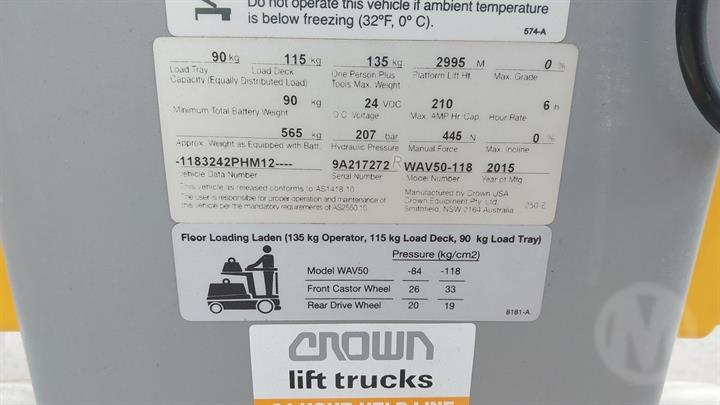 Do not operate this vehicle if ambient temperature
is below freezing (32°F, 0° C).
574-A
90 kg 115 kg 135 kg 2995 M 0 %
Load Tray Load Deck One Person Plus Platform Lift Ht. Max. Grade
Capacity (Equally Distributed Load) Tools Max. Weight
90 kg 24 VDC 210 6 h
Minimum Total Battery Weight D.C. Voltage Max. AMP Hr Cap. Hour Rate
565 kg 207 bar 445 N 0 %
Approx. Weight as Equipped with Batt. Hydraulic Pressure Manual Force Max. Incline
-1183242PHM12---- 9A217272 R WAV50-118 2015
Vehicle Data Number Serial Number Model Number Year of Mfg.
This vehicle as released conforms to AS1418.10
The user is responsible for proper operation and maintenance of
this vehicle per the mandatory requirements of AS2550.10
Manufactured by Crown USA
Crown Equipment Pty. Ltd.
Smithfield, NSW 2164 Australia
250-E
Floor Loading Laden (135 kg Operator, 115 kg Load Deck, 90 kg Load Tray)
Pressure (kg/cm2)
Model WAV50 -84 -118
Front Castor Wheel 26 33
Rear Drive Wheel 20 19
8181-A
CROWN
lift trucks
24 HOUR HELP LINE
M